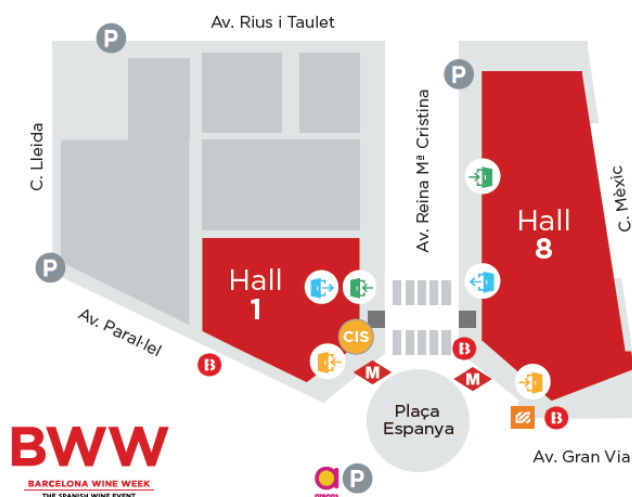 Av. Rius i Taulet
P
P
C. Lleida
Av. Reina Mª Cristina
C. Mèxic
Hall
8
Hall
1
P
CIS
Av. Paral·lel
B
B
M
M
Plaça
Espanya
B
BWW
BARCELONA WINE WEEK
THE SPANISH WINE EVENT
Av. Gran Via
a
P